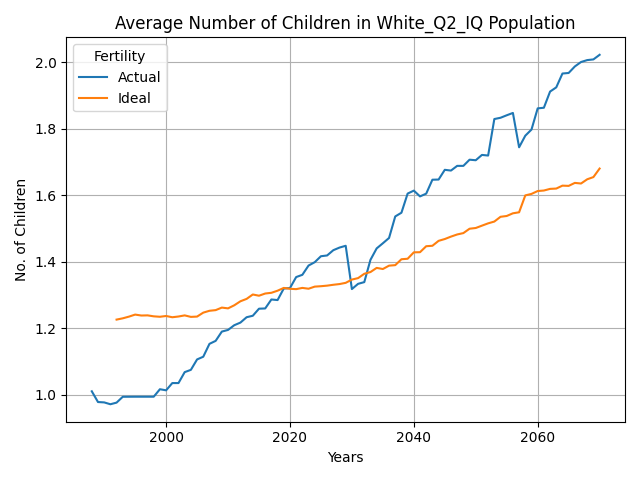 Average Number of Children in White_Q2_IQ Population
Fertility
Actual
Ideal
No. of Children
2.0
1.8
1.6
1.4
1.2
1.0
2000
2020
2040
2060
Years